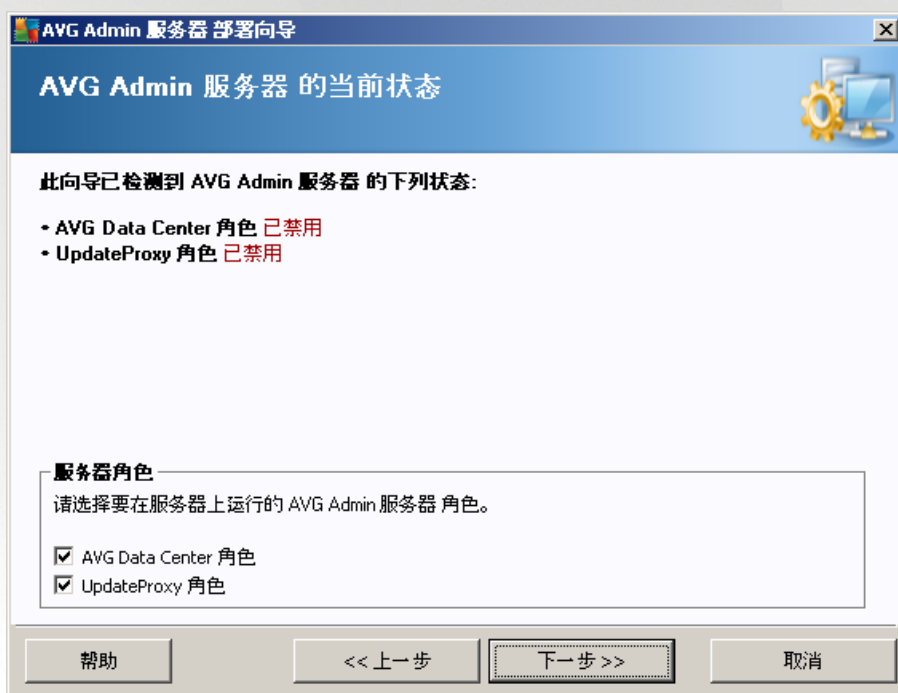 AVG Admin 服务器 部署向导
AVG Admin 服务器 的当前状态
此向导已检测到 AVG Admin 服务器 的下列状态:
• AVG Data Center 角色 已禁用
• UpdateProxy 角色 已禁用
服务器角色
请选择要在服务器上运行的 AVG Admin 服务器 角色。
AVG Data Center 角色
UpdateProxy 角色
帮助
<< 上一步
下一步 >>
取消